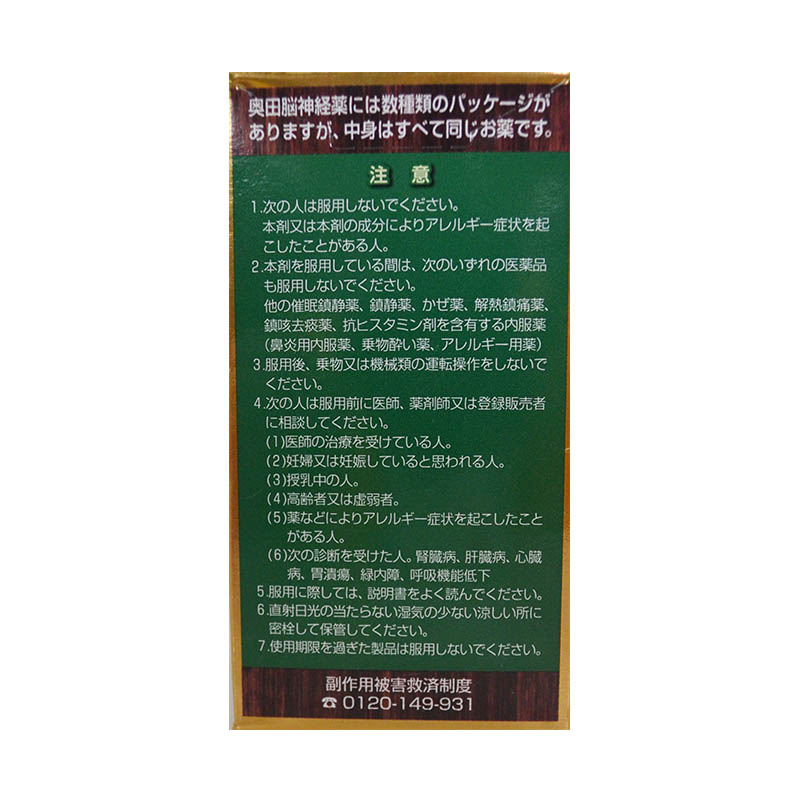 奥田脳神経薬には数種類のパッケージが
ありますが、中身はすべて同じお薬です。
注意
1.次の人は服用しないでください。
本剤又は本剤の成分によりアレルギー症状を起
こしたことがある人。
2.本剤を服用している間は、次のいずれの医薬品
も服用しないでください。
他の催眠鎮静薬、鎮静薬、かぜ薬、解熱鎮痛薬、
鎮咳去痰薬、抗ヒスタミン剤を含有する内服薬
(鼻炎用内服薬、乗物酔い薬、アレルギー用薬)
3.服用後、乗物又は機械類の運転操作をしないで
ください。
4.次の人は服用前に医師、薬剤師又は登録販売者
に相談してください。
(1)医師の治療を受けている人。
(2)妊婦又は妊娠していると思われる人。
(3)授乳中の人。
(4)高齢者又は虚弱者。
(5)薬などによりアレルギー症状を起こしたこと
がある人。
(6)次の診断を受けた人。腎臓病、肝臓病、心臓
病、胃潰瘍、緑内障、呼吸機能低下
5.服用に際しては、説明書をよく読んでください。
6.直射日光の当たらない湿気の少ない涼しい所に
密栓して保管してください。
7.使用期限を過ぎた製品は服用しないでください。
副作用被害救済制度
☎ 0120-149-931